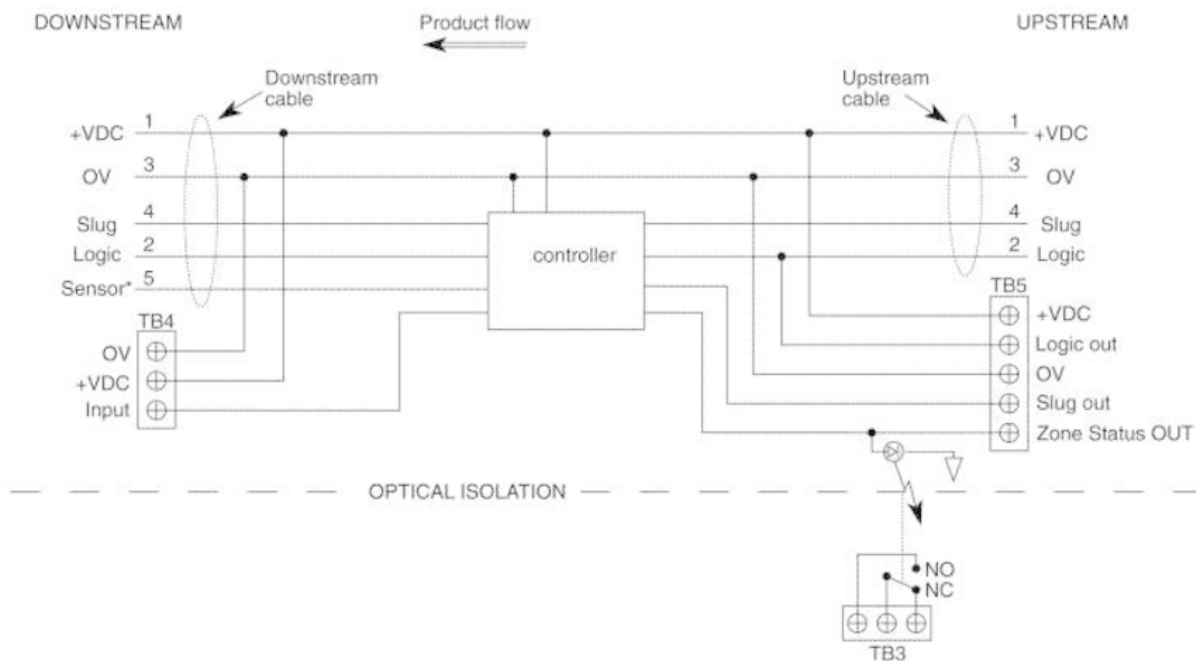 DOWNSTREAM
Product flow
UPSTREAM
Downstream
cable
Upstream
cable
+VDC 1
1 +VDC
OV 3
3 OV
Slug 4
4 Slug
Logic 2
controller
2 Logic
Sensor* 5
TB4
TB5
OV
+VDC
Input
+VDC
Logic out
OV
Slug out
Zone Status OUT
OPTICAL ISOLATION
NO
NC
TB3